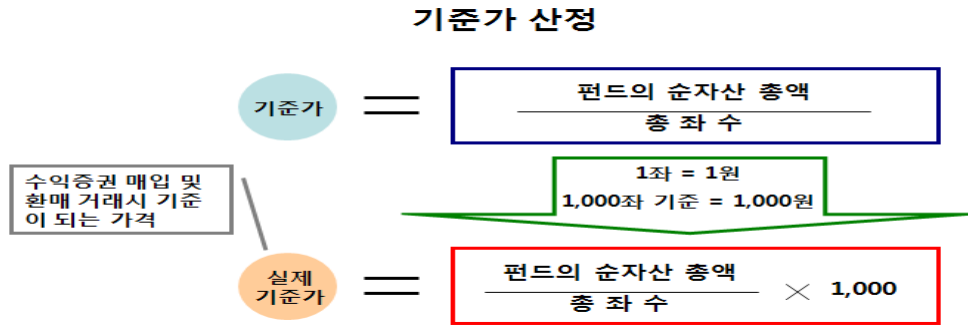 기준가 산정
기준가
=
펀드의 순자산 총액
총 좌 수
수익증권 매입 및
환매 거래시 기준
이 되는 가격
1좌 = 1원
1,000좌 기준 = 1,000원
실제
기준가
=
펀드의 순자산 총액
총 좌 수
× 1,000